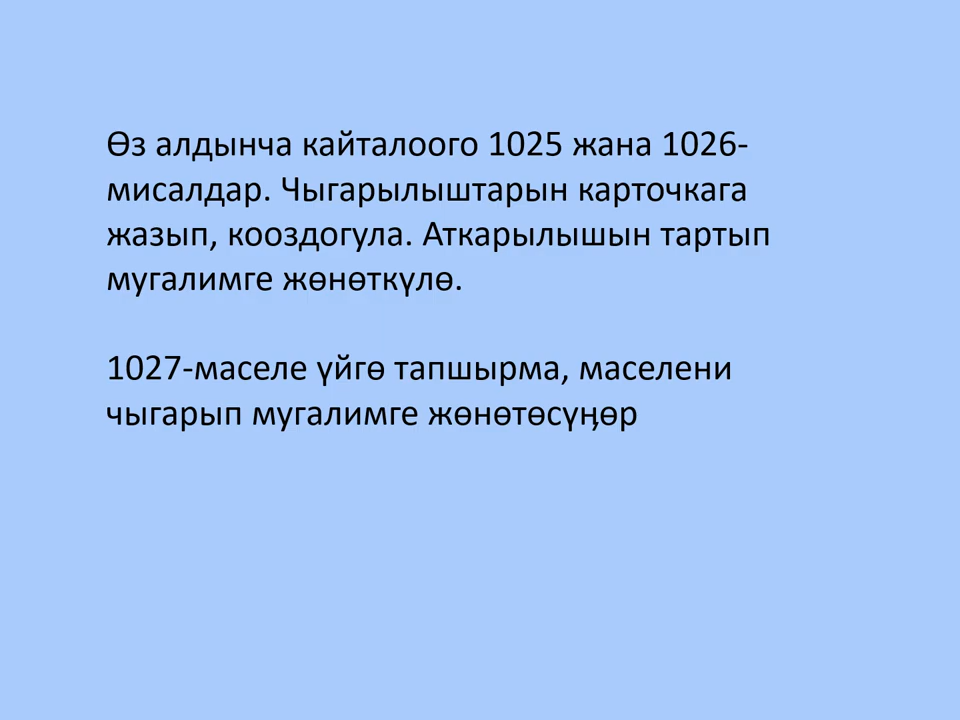 Өз алдынча кайталоого 1025 жана 1026-
мисалдар. Чыгарылыштарын карточкага
жазып, кооздогула. Аткарылышын тартып
мугалимге жөнөткүлө.
1027-маселе үйгө тапшырма, маселени
чыгарып мугалимге жөнөтөсүӊөр